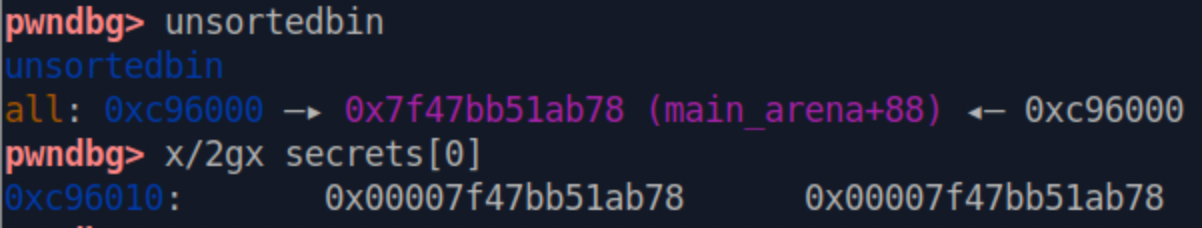 pwndbg> unsortedbin
unsortedbin
all: 0xc96000 —▸ 0x7f47bb51ab78 (main_arena+88) ◂— 0xc96000
pwndbg> x/2gx secrets[0]
0xc96010: 0x00007f47bb51ab78 0x00007f47bb51ab78